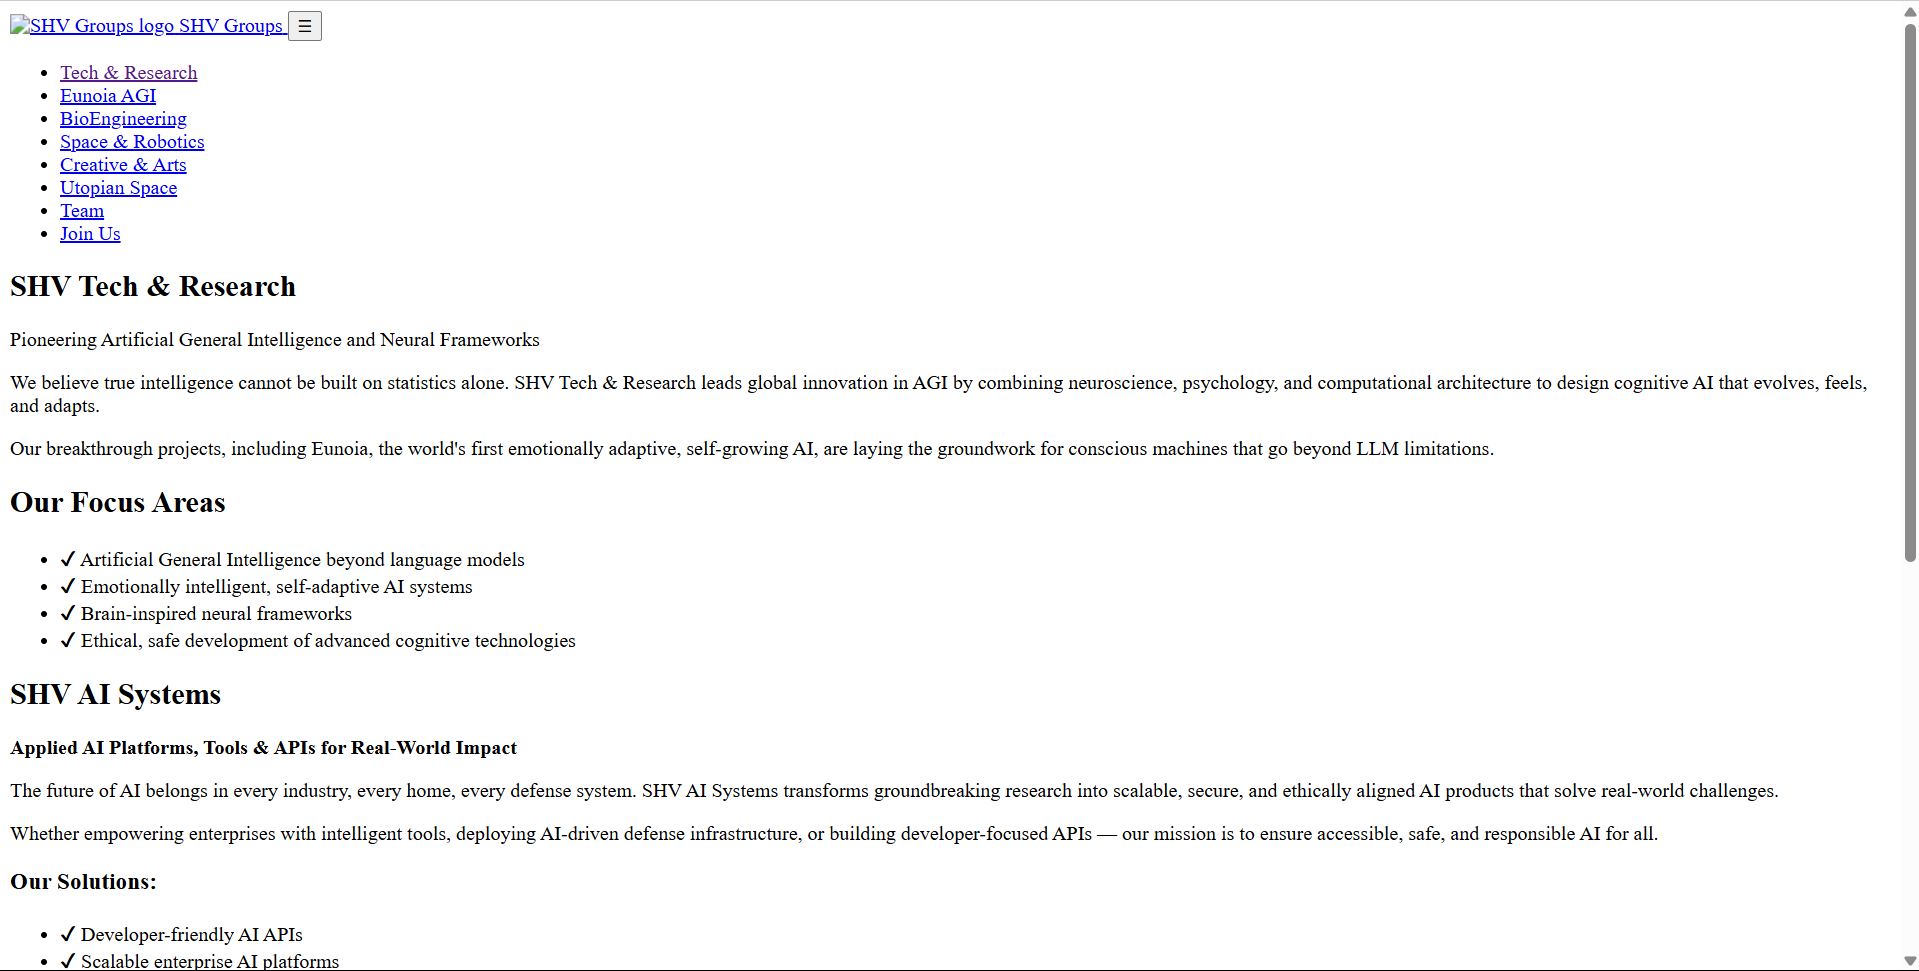 SHV Groups logo SHV Groups ☰
• Tech & Research
• Eunoia AGI
• BioEngineering
• Space & Robotics
• Creative & Arts
• Utopian Space
• Team
• Join Us
SHV Tech & Research
Pioneering Artificial General Intelligence and Neural Frameworks
We believe true intelligence cannot be built on statistics alone. SHV Tech & Research leads global innovation in AGI by combining neuroscience, psychology, and computational architecture to design cognitive AI that evolves, feels,
and adapts.
Our breakthrough projects, including Eunoia, the world's first emotionally adaptive, self-growing AI, are laying the groundwork for conscious machines that go beyond LLM limitations.
Our Focus Areas
• ✓ Artificial General Intelligence beyond language models
• ✓ Emotionally intelligent, self-adaptive AI systems
• ✓ Brain-inspired neural frameworks
• ✓ Ethical, safe development of advanced cognitive technologies
SHV AI Systems
Applied AI Platforms, Tools & APIs for Real-World Impact
The future of AI belongs in every industry, every home, every defense system. SHV AI Systems transforms groundbreaking research into scalable, secure, and ethically aligned AI products that solve real-world challenges.
Whether empowering enterprises with intelligent tools, deploying AI-driven defense infrastructure, or building developer-focused APIs — our mission is to ensure accessible, safe, and responsible AI for all.
Our Solutions:
• ✓ Developer-friendly AI APIs
• ✓ Scalable enterprise AI platforms